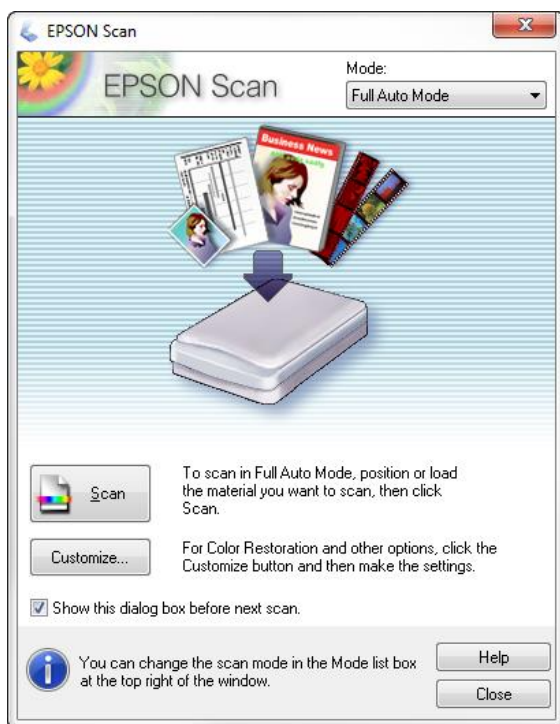 EPSON Scan
EPSON Scan
Mode:
Full Auto Mode
Business News
Scan
To scan in Full Auto Mode, position or load
the material you want to scan, then click
Scan.
Customize...
For Color Restoration and other options, click the
Customize button and then make the settings.
Show this dialog box before next scan.
You can change the scan mode in the Mode list box
at the top right of the window.
Help
Close